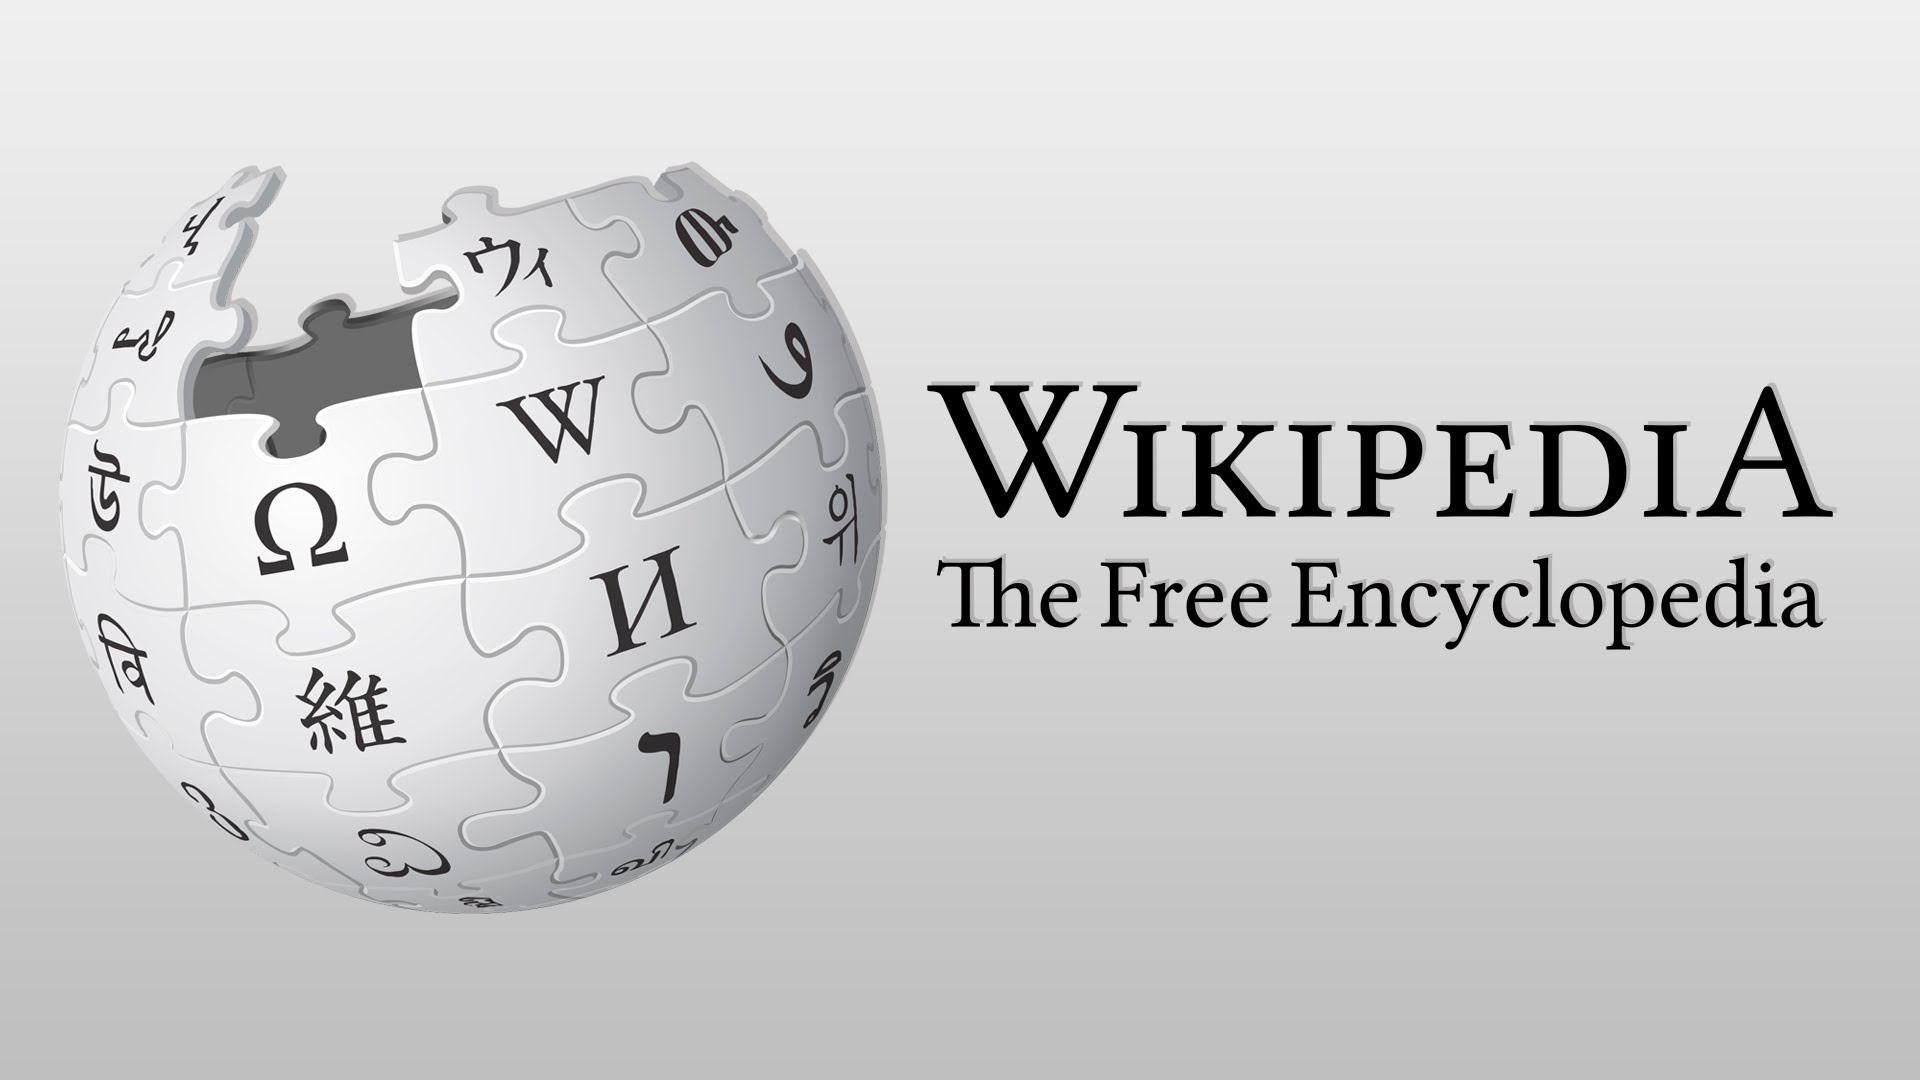 WIKIPEDIA
The Free Encyclopedia
ウィ
W
و
Ω
И
위
वि
維
ו